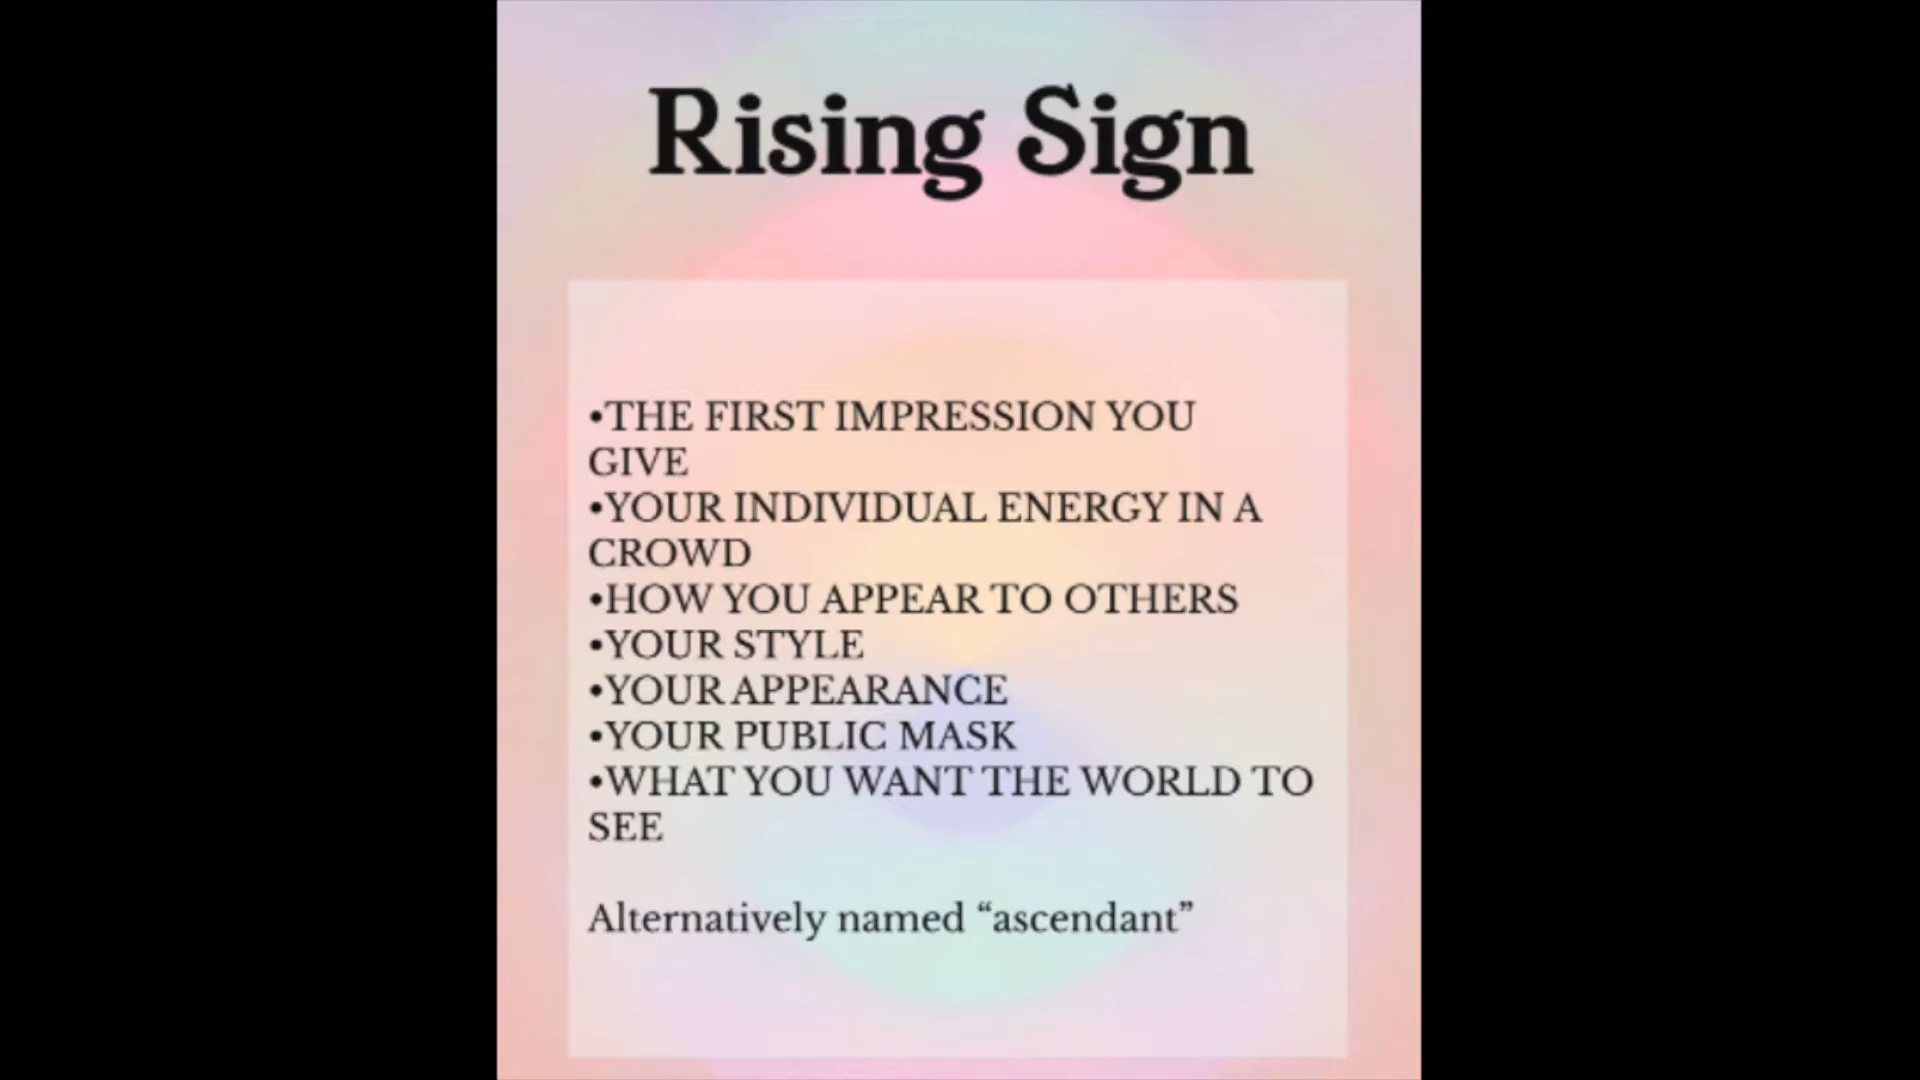 Rising Sign
•THE FIRST IMPRESSION YOU
GIVE
•YOUR INDIVIDUAL ENERGY IN A
CROWD
•HOW YOU APPEAR TO OTHERS
•YOUR STYLE
•YOUR APPEARANCE
•YOUR PUBLIC MASK
•WHAT YOU WANT THE WORLD TO
SEE
Alternatively named “ascendant”